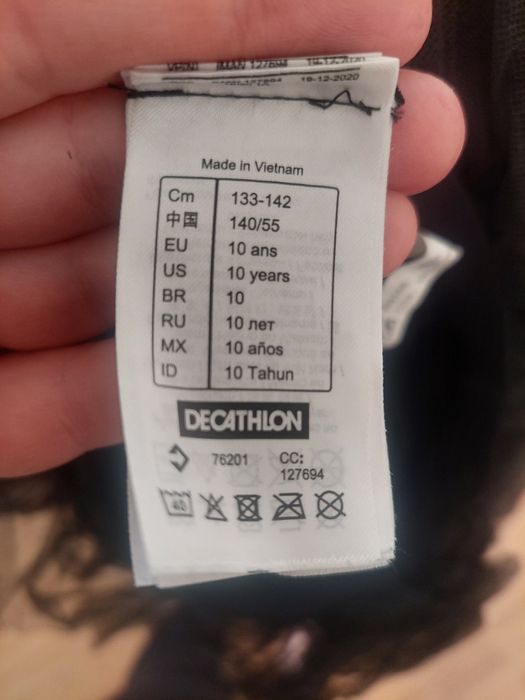 19-12-2020
Made in Vietnam
Cm 133-142
中国 140/55
EU 10 ans
US 10 years
BR 10
RU 10 лет
MX 10 años
ID 10 Tahun
DECATHLON
76201 CC:
127694
40